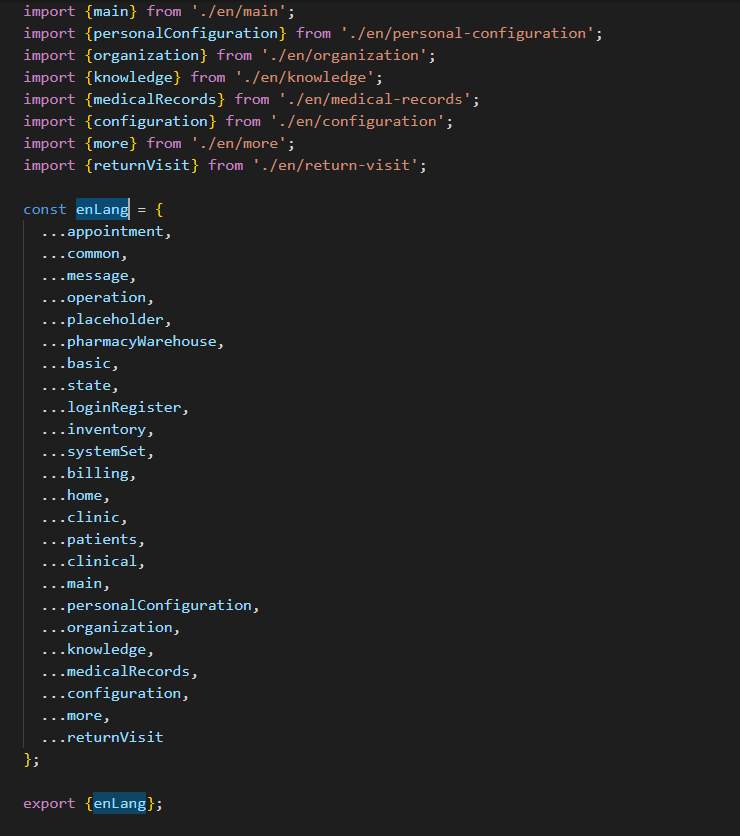 import {main} from './en/main';
import {personalConfiguration} from './en/personal-configuration';
import {organization} from './en/organization';
import {knowledge} from './en/knowledge';
import {medicalRecords} from './en/medical-records';
import {configuration} from './en/configuration';
import {more} from './en/more';
import {returnVisit} from './en/return-visit';

const enLang = {
  ...appointment,
  ...common,
  ...message,
  ...operation,
  ...placeholder,
  ...pharmacyWarehouse,
  ...basic,
  ...state,
  ...loginRegister,
  ...inventory,
  ...systemSet,
  ...billing,
  ...home,
  ...clinic,
  ...patients,
  ...clinical,
  ...main,
  ...personalConfiguration,
  ...organization,
  ...knowledge,
  ...medicalRecords,
  ...configuration,
  ...more,
  ...returnVisit
};

export {enLang};